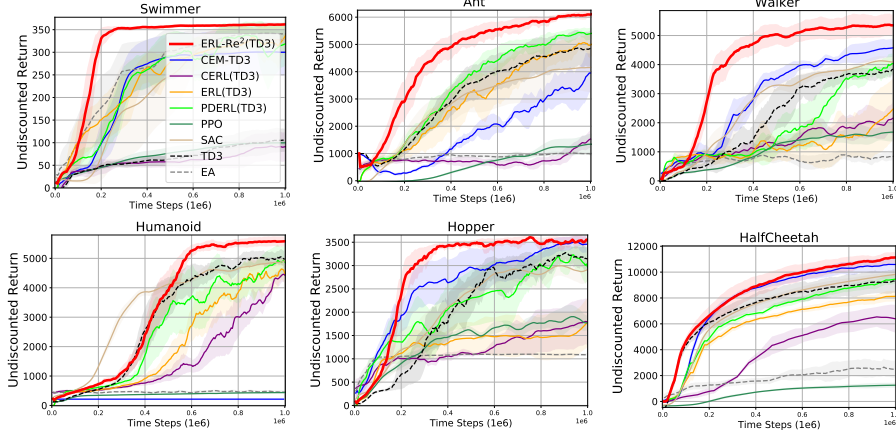 Swimmer
Undiscounted Return
350
300
250
200
150
100
50
0
0.0
0.2
0.4
0.6
0.8
1.0
1e6
Time Steps (1e6)
ERL-Re²(TD3)
CEM-TD3
CERL(TD3)
ERL(TD3)
PDERL(TD3)
PPO
SAC
TD3
EA
Ant
Undiscounted Return
6000
5000
4000
3000
2000
1000
0
0.0
0.2
0.4
0.6
0.8
1.0
1e6
Time Steps (1e6)
Walker
Undiscounted Return
5000
4000
3000
2000
1000
0
0.0
0.2
0.4
0.6
0.8
1.0
1e6
Time Steps (1e6)
Humanoid
Undiscounted Return
5000
4000
3000
2000
1000
0
0.0
0.2
0.4
0.6
0.8
1.0
1e6
Time Steps (1e6)
Hopper
Undiscounted Return
3500
3000
2500
2000
1500
1000
500
0
0.0
0.2
0.4
0.6
0.8
1.0
1e6
Time Steps (1e6)
HalfCheetah
Undiscounted Return
12000
10000
8000
6000
4000
2000
0
0.0
0.2
0.4
0.6
0.8
1.0
1e6
Time Steps (1e6)